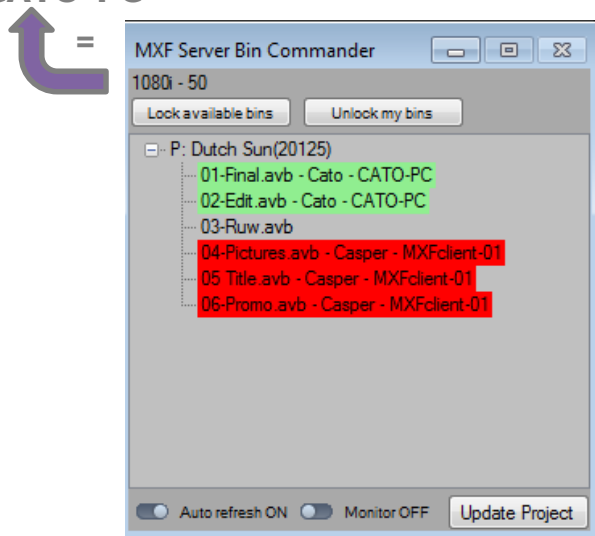 =
MXF Server Bin Commander
1080i - 50
Lock available bins Unlock my bins
P: Dutch Sun(20125)
01-Final.avb - Cato - CATO-PC
02-Edit.avb - Cato - CATO-PC
03-Ruw.avb
04-Pictures.avb - Casper - MXFclient-01
05 Title.avb - Casper - MXFclient-01
06-Promo.avb - Casper - MXFclient-01
Auto refresh ON Monitor OFF Update Project